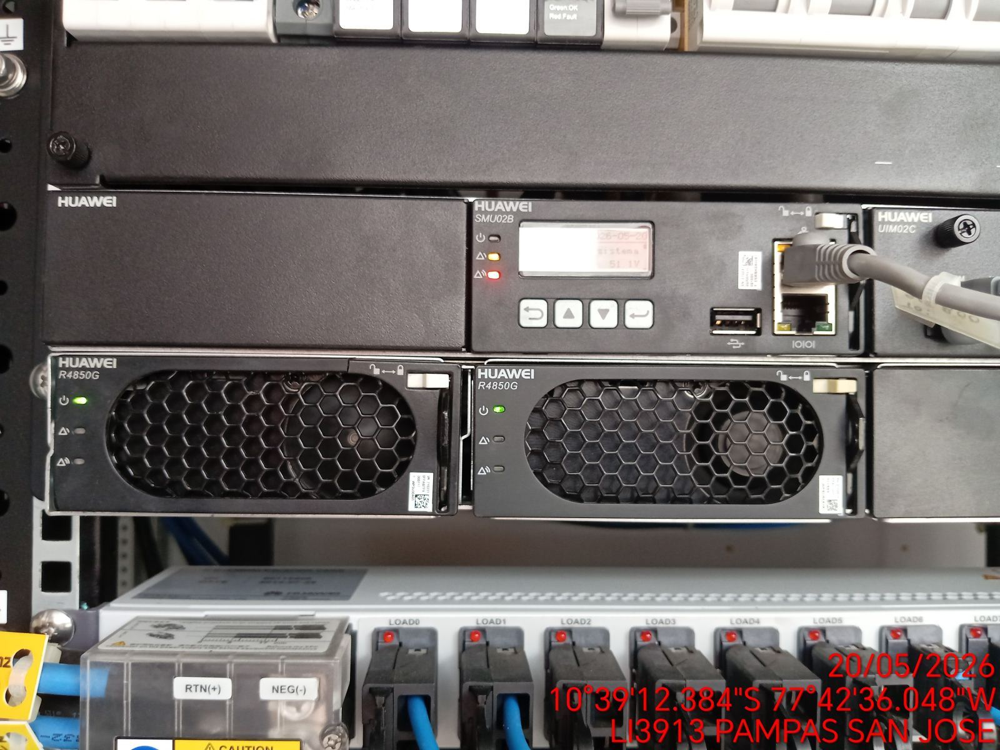 Green:OK
Red:Fault
HUAWEI
HUAWEI
SMU02B
26-05-20
sistema
51.1V
HUAWEI
UIM02C
HUAWEI
R4850G
HUAWEI
R4850G
HUAWEI
LOAD0
LOAD1
LOAD2
LOAD3
LOAD4
LOAD5
LOAD6
LOAD7
RTN(+)
NEG(-)
CAUTION
20/05/2026
10°39'12.384"S 77°42'36.048"W
LI3913 PAMPAS SAN JOSE